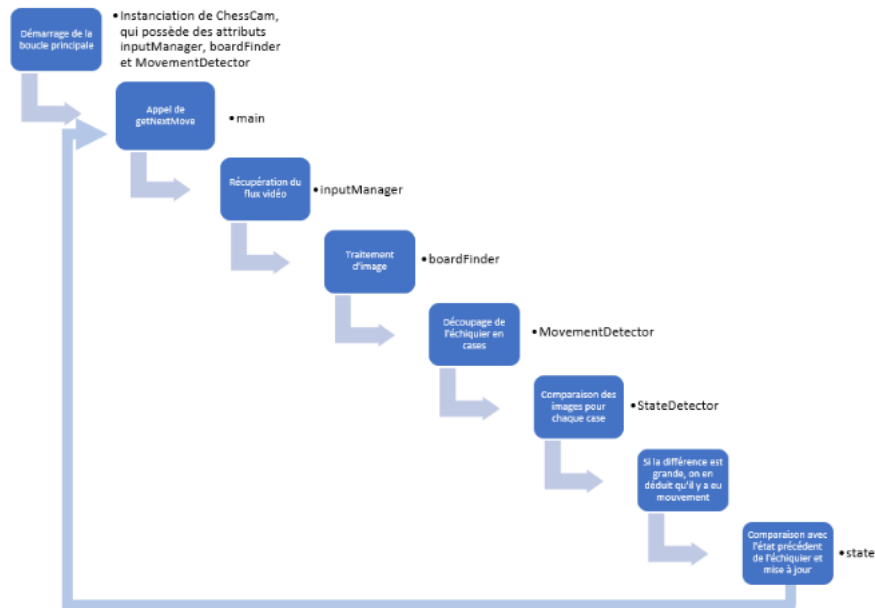 Démarrage de la
boucle principale
•Instanciation de ChessCam,
qui possède des attributs
inputManager, boardFinder
et MovementDetector
Appel de
getNextMove
•main
Récupération du
flux vidéo
•inputManager
Traitement
d'image
•boardFinder
Découpage de
l'échiquier en
cases
•MovementDetector
Comparaison des
images pour
chaque case
•StateDetector
Si la différence est
grande, on en
déduit qu'il y a eu
mouvement
Comparaison avec
l'état précédent
de l'échiquier et
mise à jour
•state